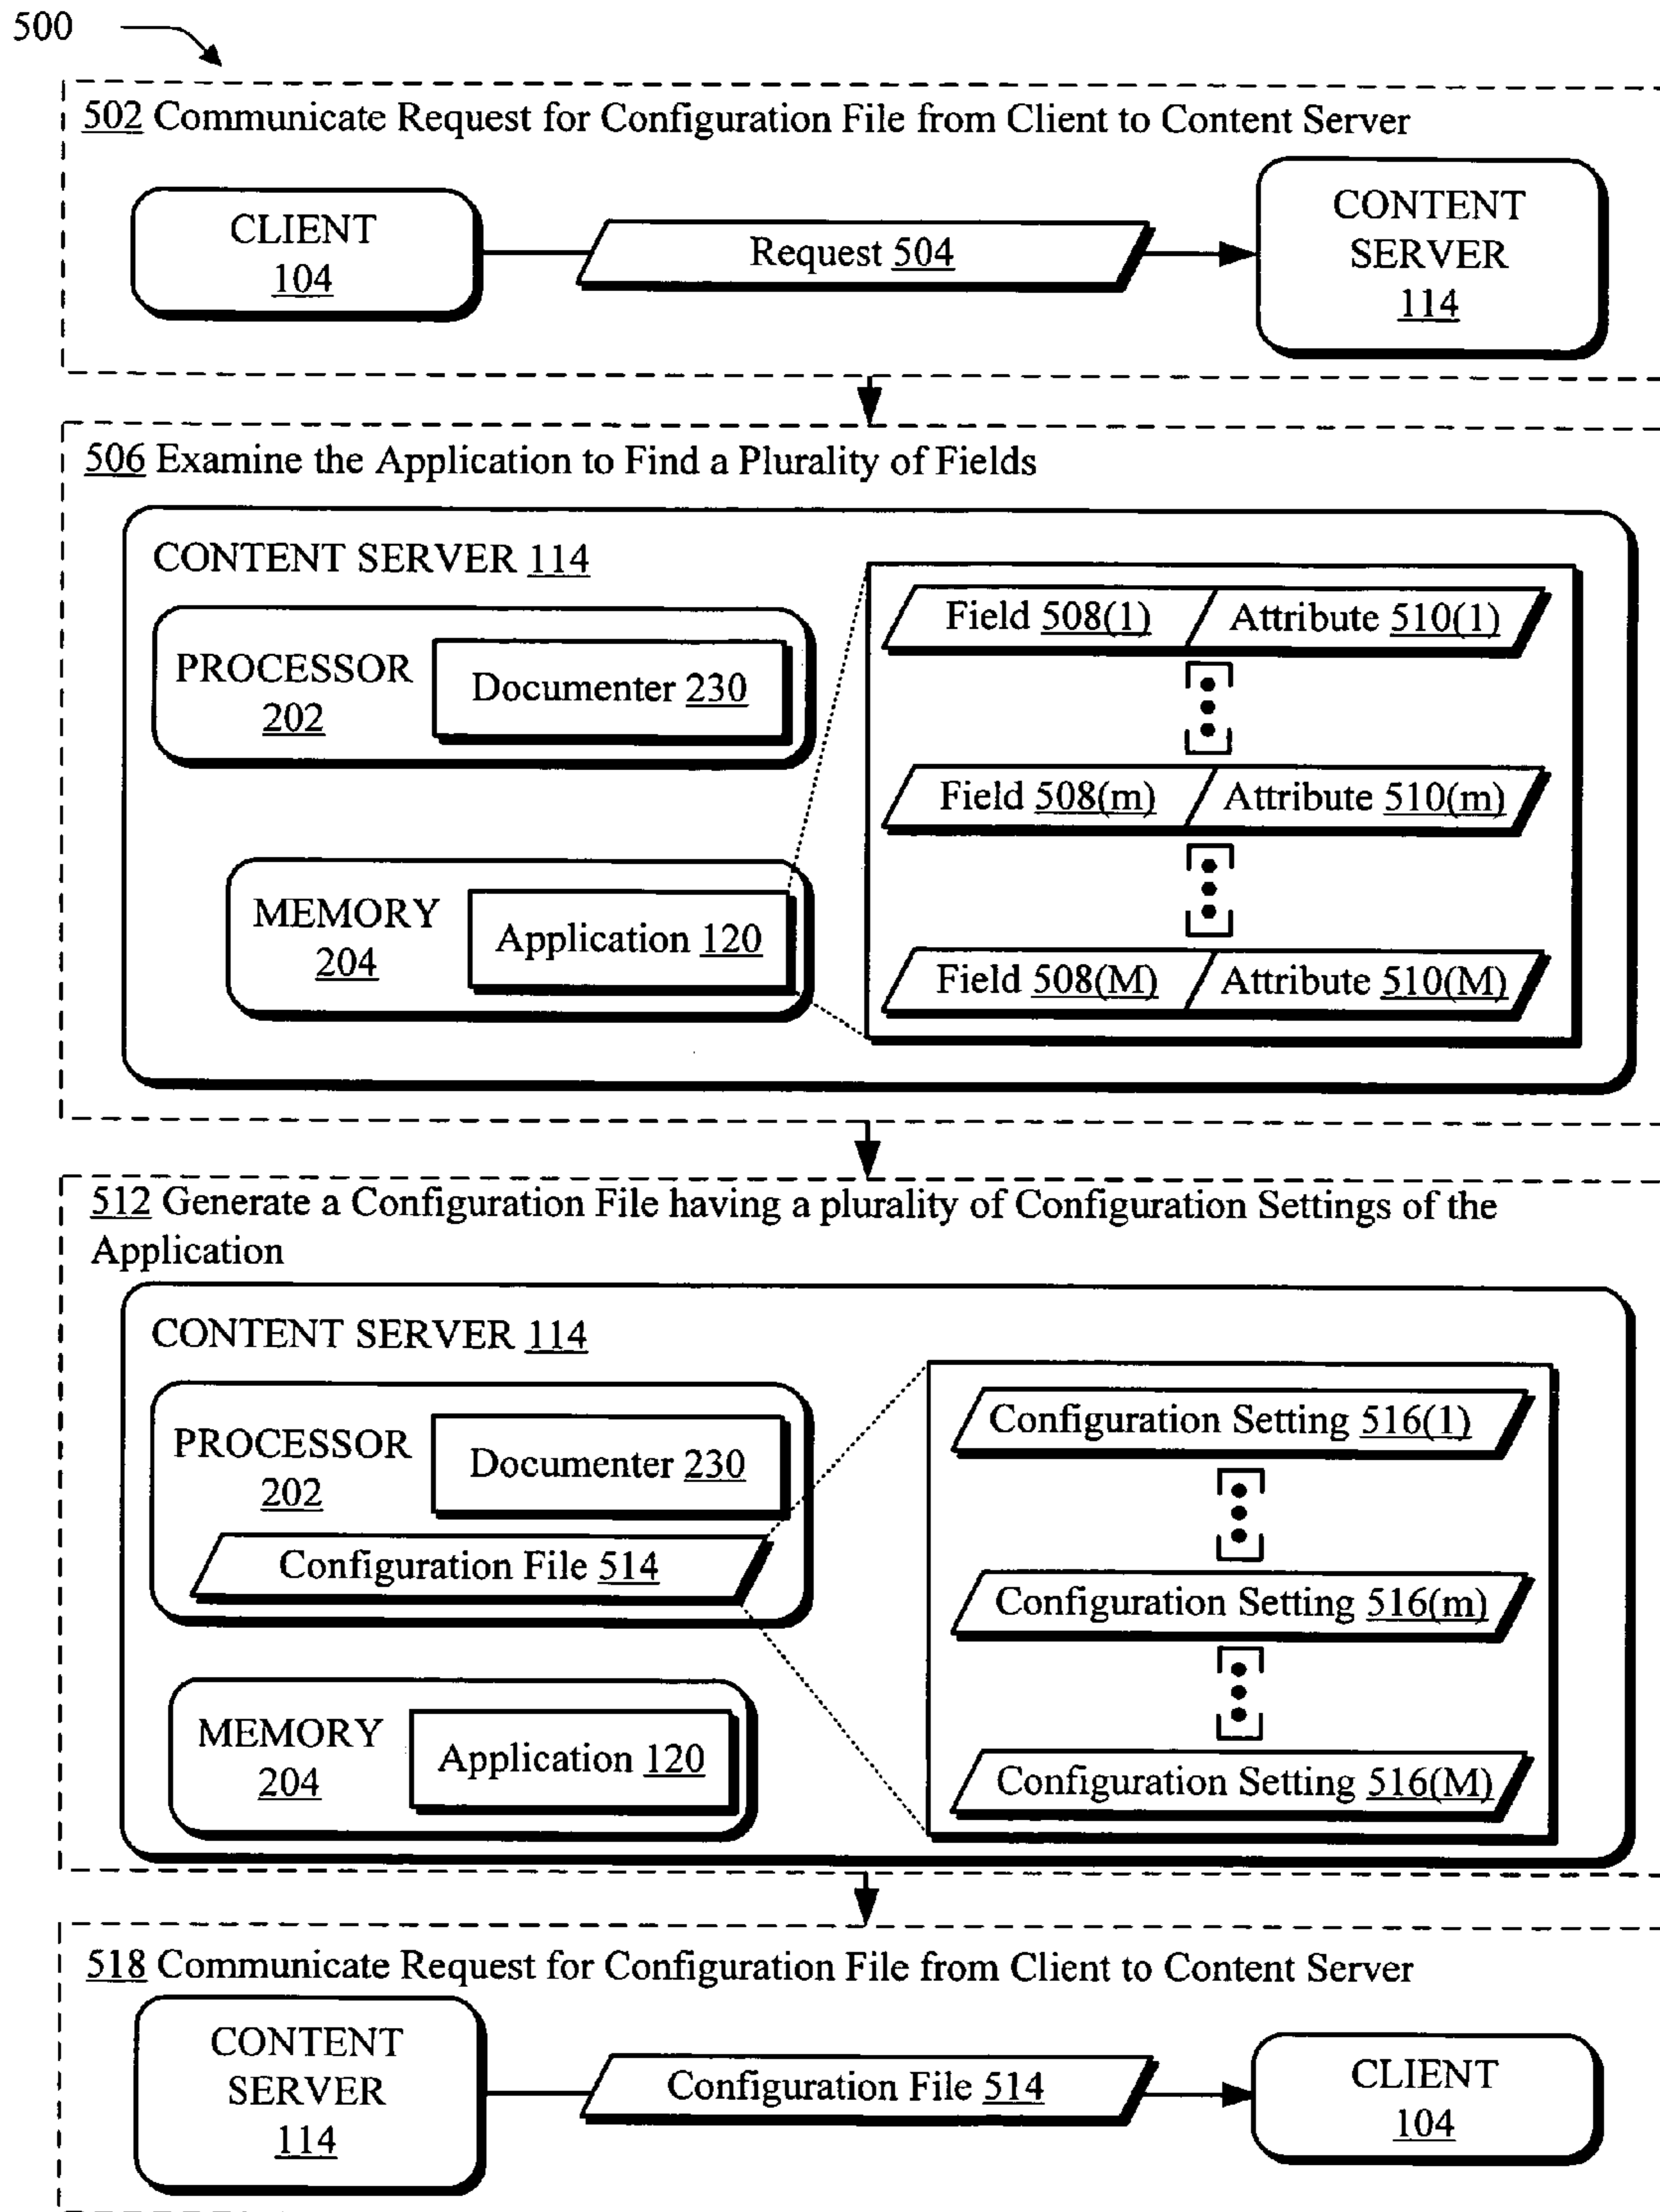 500
502 Communicate Request for Configuration File from Client to Content Server
CLIENT
104
Request 504
CONTENT
SERVER
114
506 Examine the Application to Find a Plurality of Fields
CONTENT SERVER 114
PROCESSOR
202
Documenter 230
MEMORY
204
Application 120
Field 508(1) Attribute 510(1)
Field 508(m) Attribute 510(m)
Field 508(M) Attribute 510(M)
512 Generate a Configuration File having a plurality of Configuration Settings of the
Application
CONTENT SERVER 114
PROCESSOR
202
Documenter 230
Configuration File 514
MEMORY
204
Application 120
Configuration Setting 516(1)
Configuration Setting 516(m)
Configuration Setting 516(M)
518 Communicate Request for Configuration File from Client to Content Server
CONTENT
SERVER
114
Configuration File 514
CLIENT
104